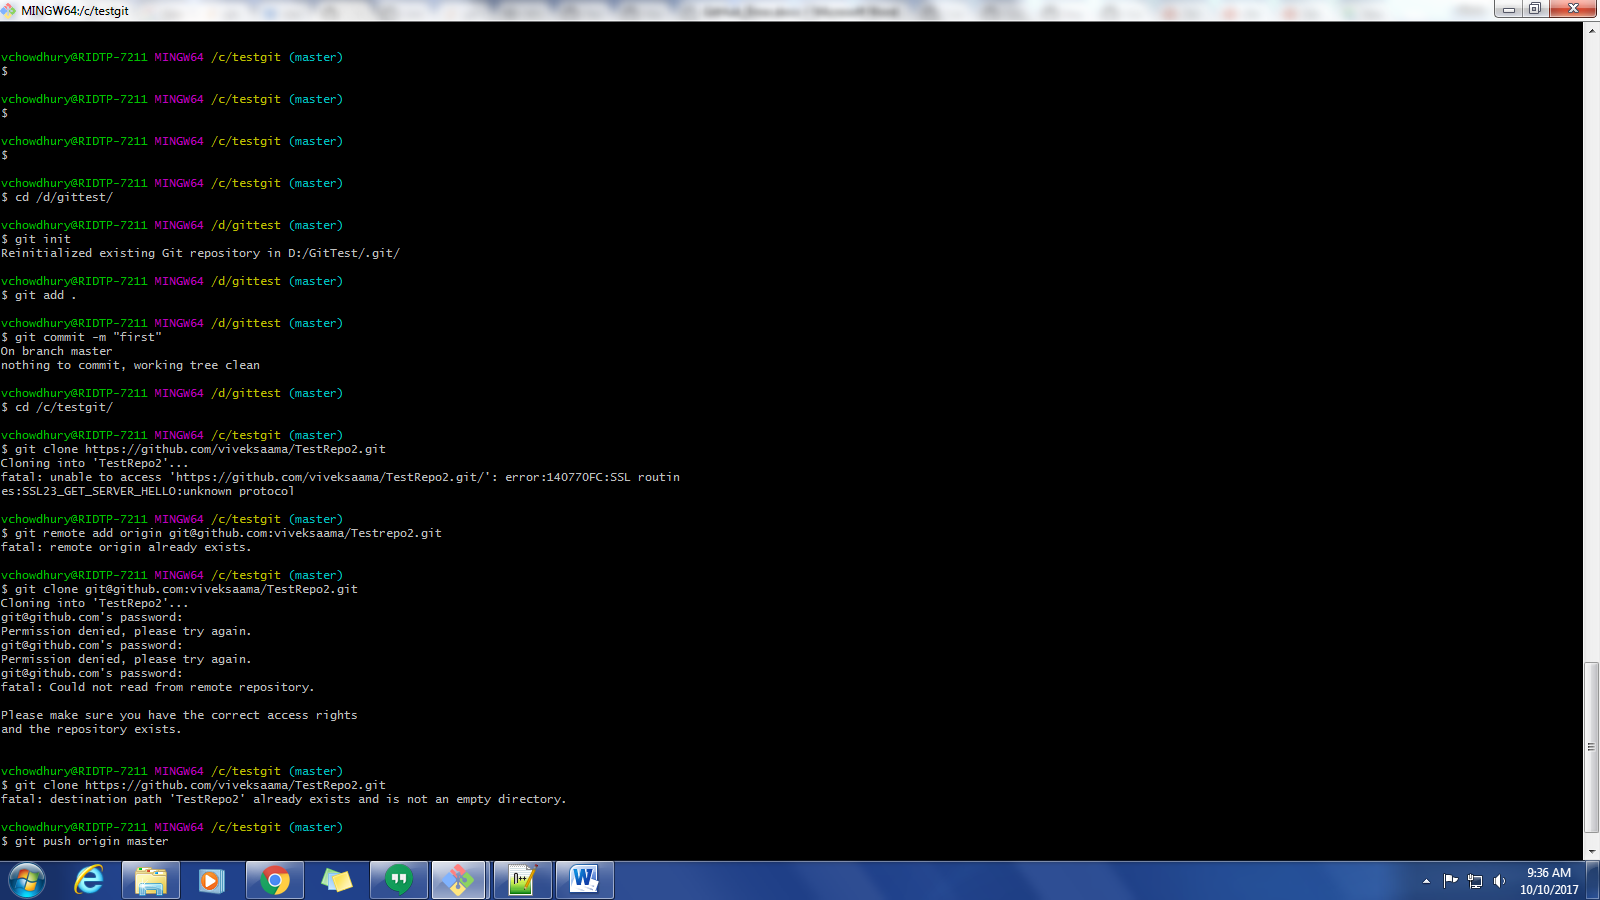 MINGW64:/c/testgit
vchowdhury@RIDTP-7211 MINGW64 /c/testgit (master)
$
vchowdhury@RIDTP-7211 MINGW64 /c/testgit (master)
$
vchowdhury@RIDTP-7211 MINGW64 /c/testgit (master)
$
vchowdhury@RIDTP-7211 MINGW64 /c/testgit (master)
$ cd /d/gittest/
vchowdhury@RIDTP-7211 MINGW64 /d/gittest (master)
$ git init
Reinitialized existing Git repository in D:/GitTest/.git/
vchowdhury@RIDTP-7211 MINGW64 /d/gittest (master)
$ git add .
vchowdhury@RIDTP-7211 MINGW64 /d/gittest (master)
$ git commit -m "first"
On branch master
nothing to commit, working tree clean
vchowdhury@RIDTP-7211 MINGW64 /d/gittest (master)
$ cd /c/testgit/
vchowdhury@RIDTP-7211 MINGW64 /c/testgit (master)
$ git clone https://github.com/viveksaama/TestRepo2.git
Cloning into 'TestRepo2'...
fatal: unable to access 'https://github.com/viveksaama/TestRepo2.git/': error:140770FC:SSL routin
es:SSL23_GET_SERVER_HELLO:unknown protocol
vchowdhury@RIDTP-7211 MINGW64 /c/testgit (master)
$ git remote add origin git@github.com:viveksaama/Testrepo2.git
fatal: remote origin already exists.
vchowdhury@RIDTP-7211 MINGW64 /c/testgit (master)
$ git clone git@github.com:viveksaama/TestRepo2.git
Cloning into 'TestRepo2'...
git@github.com's password:
Permission denied, please try again.
git@github.com's password:
Permission denied, please try again.
git@github.com's password:
fatal: Could not read from remote repository.
Please make sure you have the correct access rights
and the repository exists.
vchowdhury@RIDTP-7211 MINGW64 /c/testgit (master)
$ git clone https://github.com/viveksaama/TestRepo2.git
fatal: destination path 'TestRepo2' already exists and is not an empty directory.
vchowdhury@RIDTP-7211 MINGW64 /c/testgit (master)
$ git push origin master
9:36 AM
10/10/2017